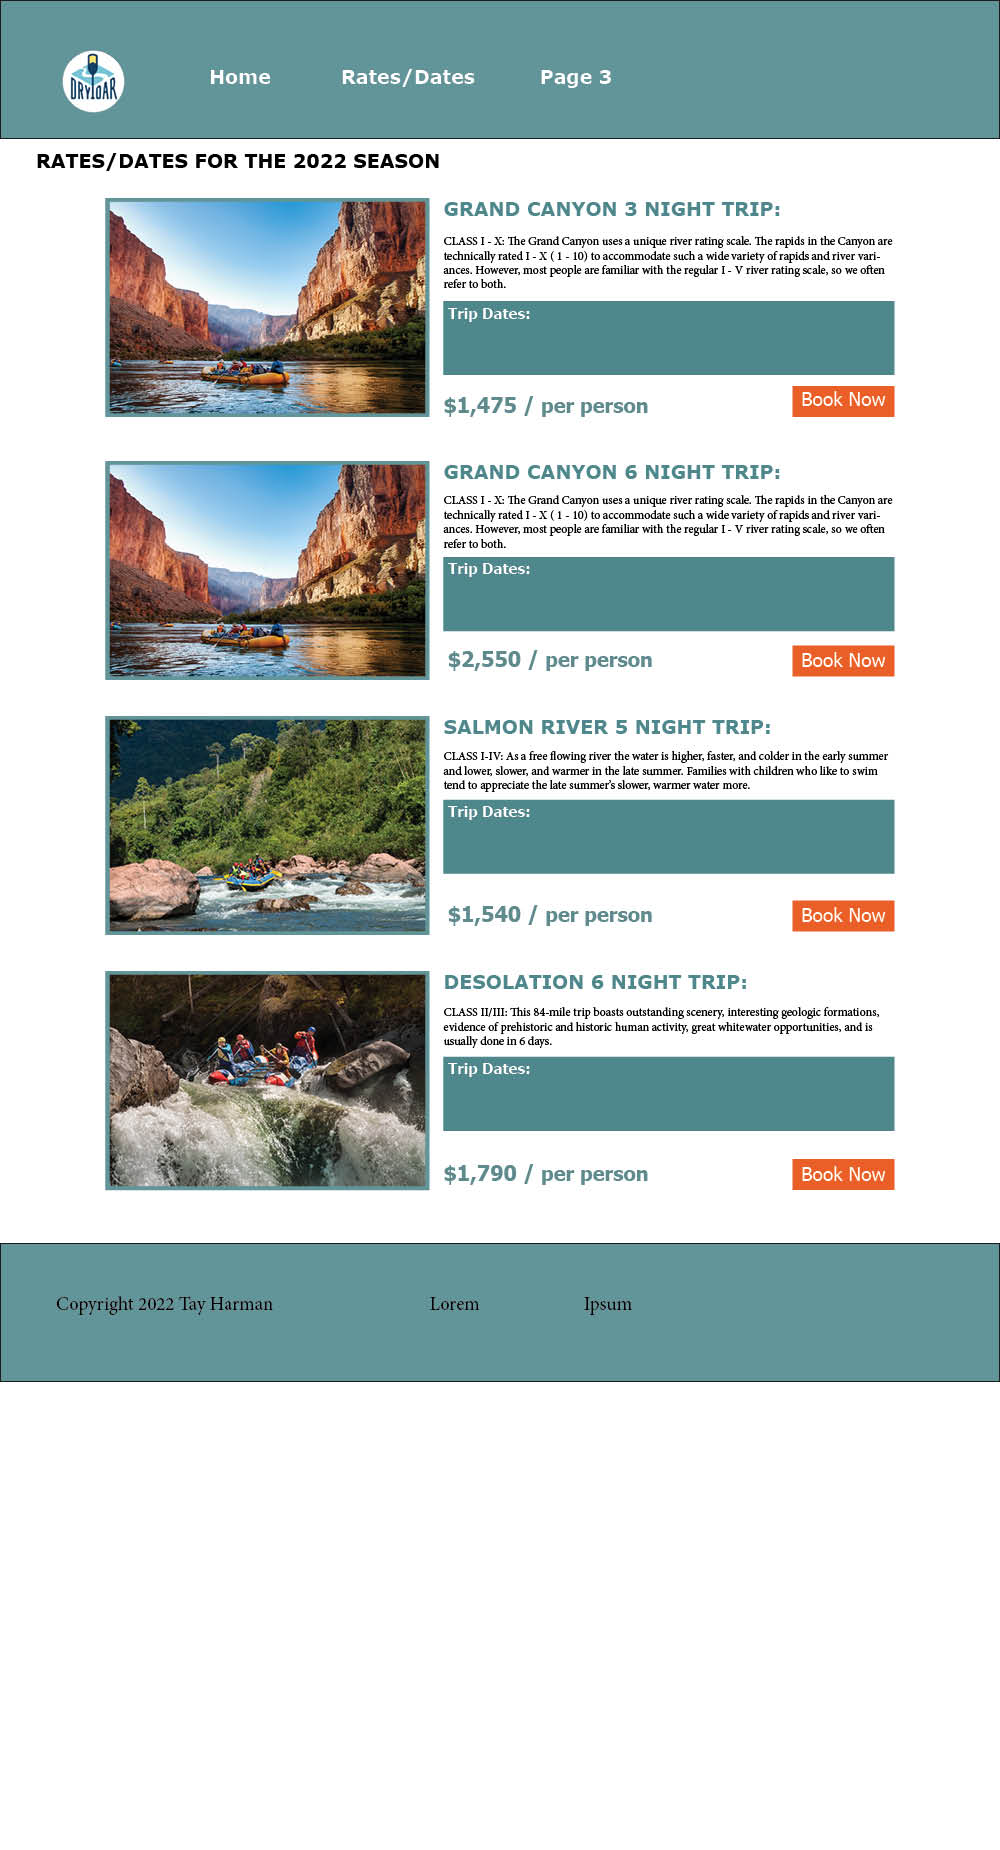 DRY OAR
Home
Rates/Dates
Page 3
RATES/DATES FOR THE 2022 SEASON
GRAND CANYON 3 NIGHT TRIP:
CLASS I - X: The Grand Canyon uses a unique river rating scale. The rapids in the Canyon are
technically rated I - X ( 1 - 10) to accommodate such a wide variety of rapids and river vari-
ances. However, most people are familiar with the regular I - V river rating scale, so we often
refer to both.
Trip Dates:
$1,475 / per person
Book Now
GRAND CANYON 6 NIGHT TRIP:
CLASS I - X: The Grand Canyon uses a unique river rating scale. The rapids in the Canyon are
technically rated I - X ( 1 - 10) to accommodate such a wide variety of rapids and river vari-
ances. However, most people are familiar with the regular I - V river rating scale, so we often
refer to both.
Trip Dates:
$2,550 / per person
Book Now
SALMON RIVER 5 NIGHT TRIP:
CLASS I-IV: As a free flowing river the water is higher, faster, and colder in the early summer
and lower, slower, and warmer in the late summer. Families with children who like to swim
tend to appreciate the late summer's slower, warmer water more.
Trip Dates:
$1,540 / per person
Book Now
DESOLATION 6 NIGHT TRIP:
CLASS II/III: This 84-mile trip boasts outstanding scenery, interesting geologic formations,
evidence of prehistoric and historic human activity, great whitewater opportunities, and is
usually done in 6 days.
Trip Dates:
$1,790 / per person
Book Now
Copyright 2022 Tay Harman
Lorem
Ipsum